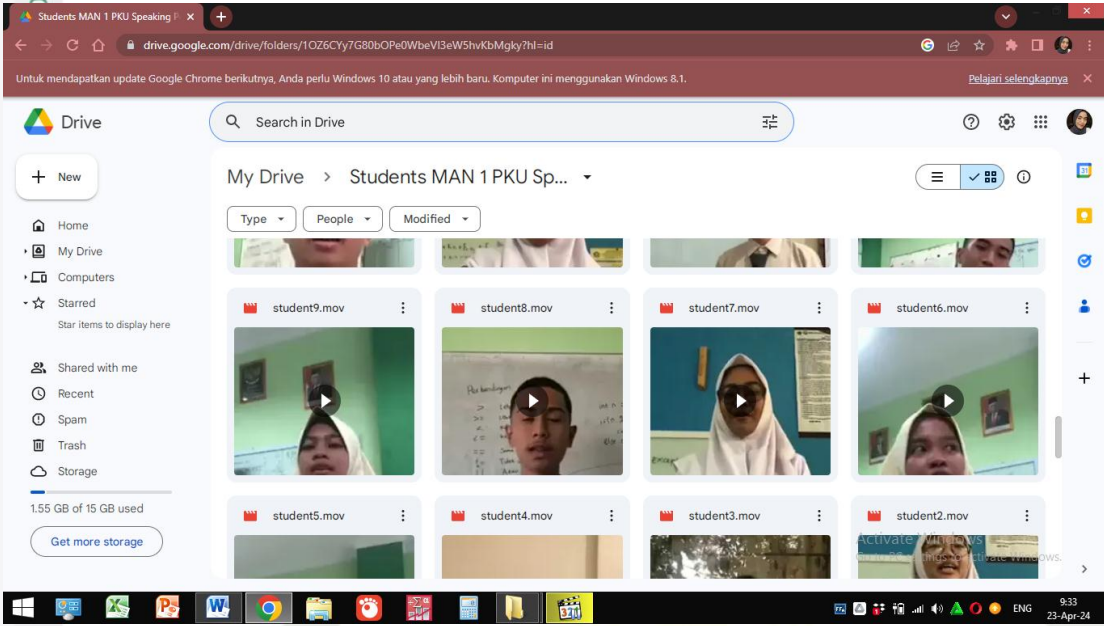 Students MAN 1 PKU Speaking P
drive.google.com/drive/folders/1OZ6CYy7G80bOPe0WbeVl3eW5hvKbMgky?hl=id
Untuk mendapatkan update Google Chrome berikutnya, Anda perlu Windows 10 atau yang lebih baru. Komputer ini menggunakan Windows 8.1.
Pelajari selengkapnya
Drive
Search in Drive
New
My Drive > Students MAN 1 PKU Sp...
Type
People
Modified
Home
My Drive
Computers
Starred
Star items to display here
Shared with me
Recent
Spam
Trash
Storage
1.55 GB of 15 GB used
Get more storage
student9.mov
student8.mov
student7.mov
student6.mov
student5.mov
student4.mov
student3.mov
student2.mov
Activate Windows
ENG
9:33
23-Apr-24